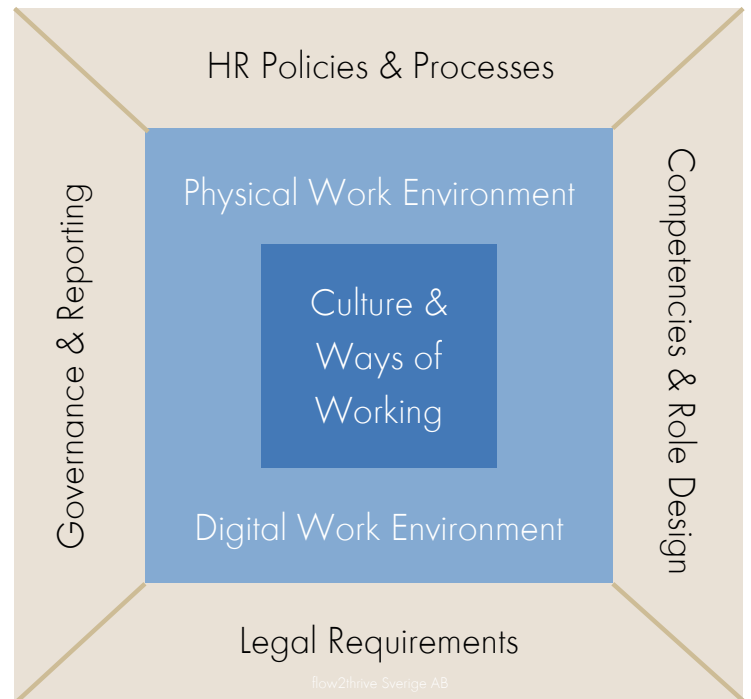 HR Policies & Processes
Governance & Reporting
Physical Work Environment
Culture &
Ways of
Working
Digital Work Environment
Competencies & Role Design
Legal Requirements
flow2thrive Sverige AB